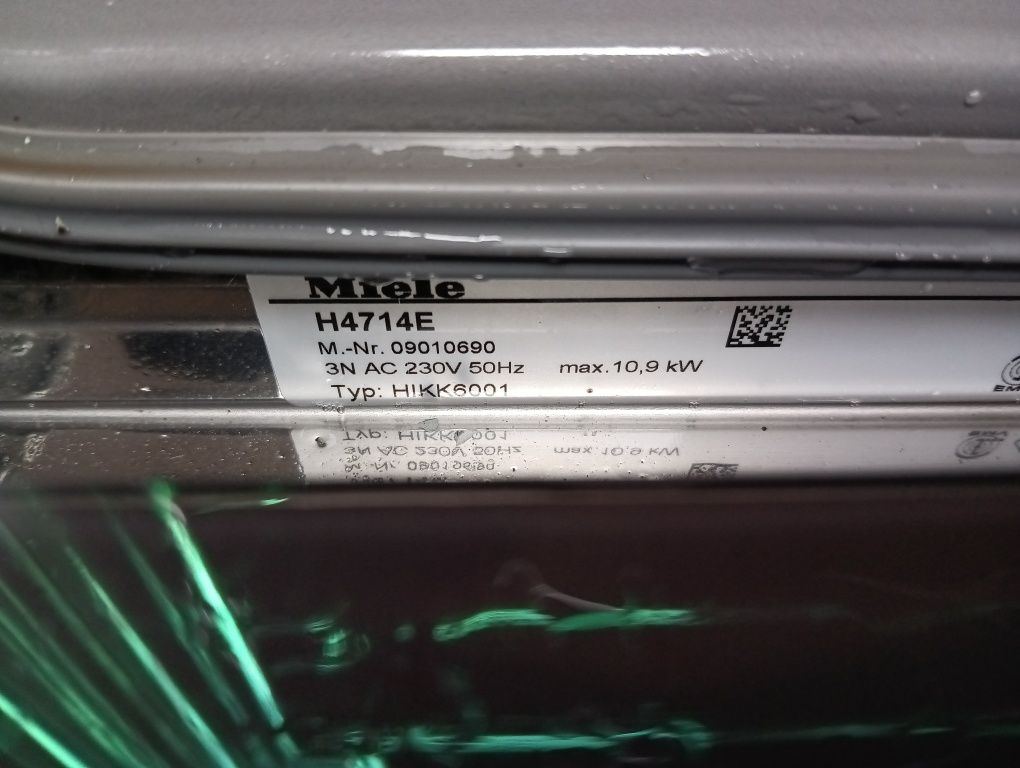 Miele
H4714E
M.-Nr. 09010690
3N AC 230V 50Hz max.10,9 kW
Typ: HIKK6001